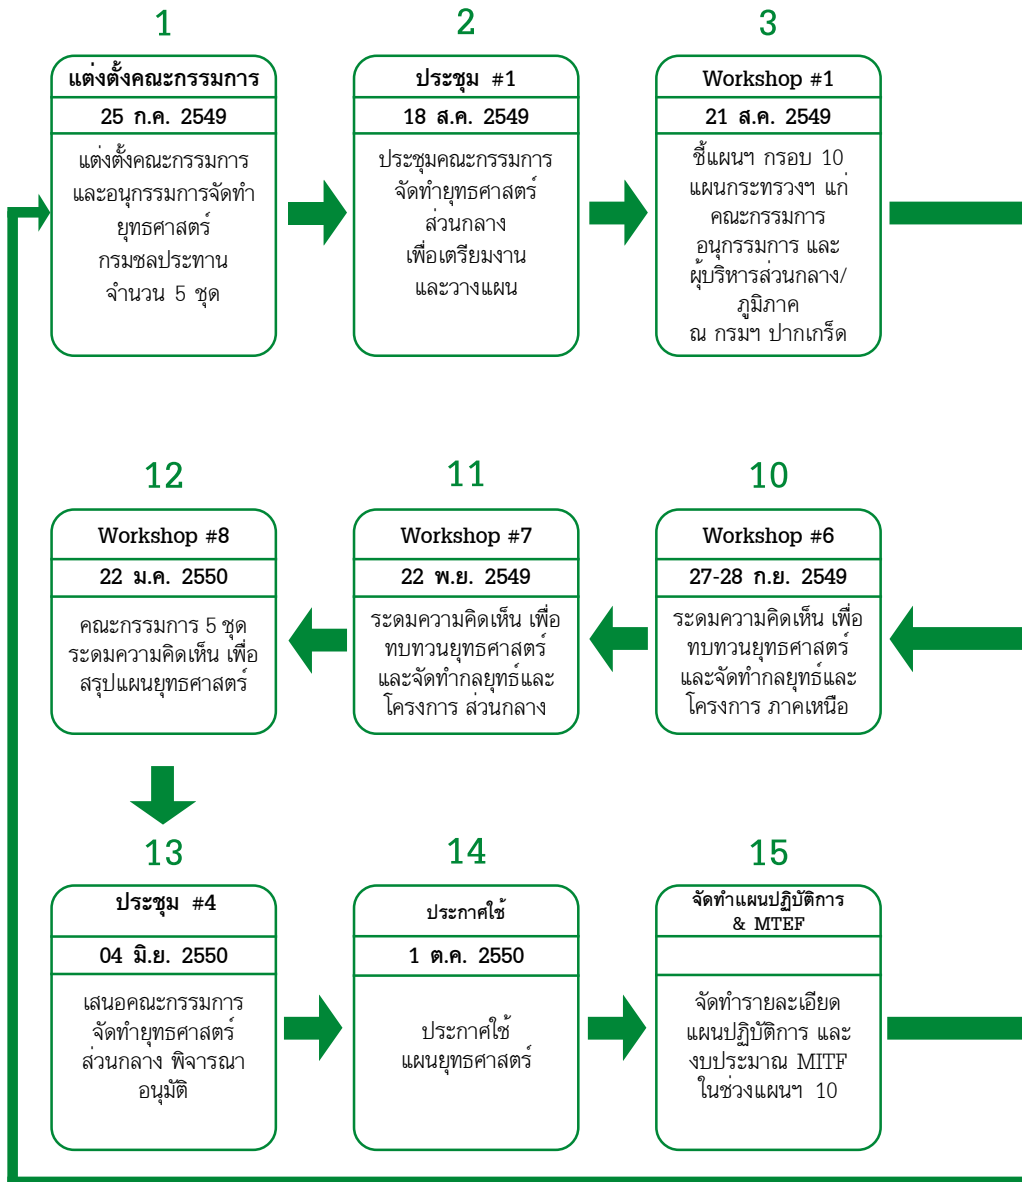 1
แต่งตั้งคณะกรรมการ
25 ก.ค. 2549
แต่งตั้งคณะกรรมการ
และอนุกรรมการจัดทำ
ยุทธศาสตร์
กรมชลประทาน
จำนวน 5 ชุด
2
ประชุม #1
18 ส.ค. 2549
ประชุมคณะกรรมการ
จัดทำยุทธศาสตร์
ส่วนกลาง
เพื่อเตรียมงาน
และวางแผน
3
Workshop #1
21 ส.ค. 2549
ชี้แผนฯ กรอบ 10
แผนกระทรวงฯ แก่
คณะกรรมการ
อนุกรรมการ และ
ผุ้บริหารส่วนกลาง/
ภูมิภาค
ณ กรมฯ ปากเกร็ด
12
Workshop #8
22 ม.ค. 2550
คณะกรรมการ 5 ชุด
ระดมความคิดเห็น เพื่อ
สรุปแผนยุทธศาสตร์
11
Workshop #7
22 พ.ย. 2549
ระดมความคิดเห็น เพื่อ
ทบทวนยุทธศาสตร์
และจัดทำกลยุทธ์และ
โครงการ ส่วนกลาง
10
Workshop #6
27-28 ก.ย. 2549
ระดมความคิดเห็น เพื่อ
ทบทวนยุทธศาสตร์
และจัดทำกลยุทธ์และ
โครงการ ภาคเหนือ
13
ประชุม #4
04 มิ.ย. 2550
เสนอคณะกรรมการ
จัดทำยุทธศาสตร์
ส่วนกลาง พิจารณา
อนุมัติ
14
ประกาศใช้
1 ต.ค. 2550
ประกาศใช้
แผนยุทธศาสตร์
15
จัดทำแผนปฏิบัติการ
& MTEF
จัดทำรายละเอียด
แผนปฏิบัติการ และ
งบประมาณ MITF
ในช่วงแผนฯ 10